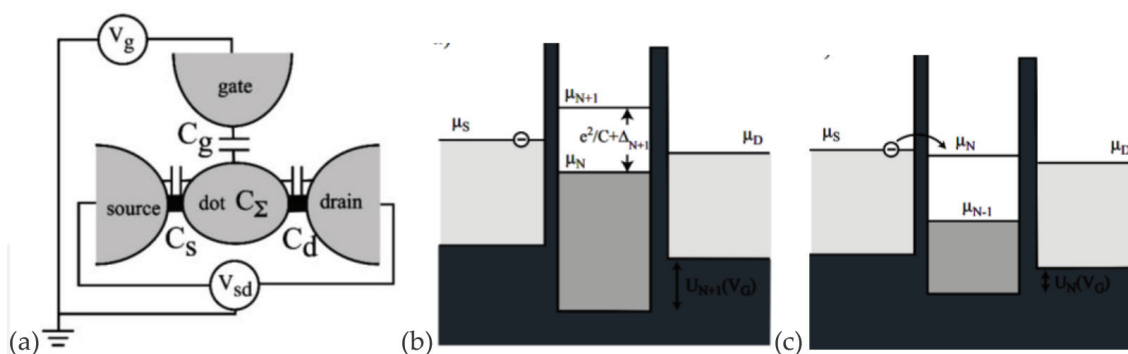 V_g
gate
C_g
source
dot C_Σ
drain
C_s
C_d
V_sd
(a)
μ_N+1
μ_S
e²/C+Δ_N+1
μ_D
μ_N
U_N+1(V_G)
(b)
μ_S
μ_N
μ_D
μ_N-1
U_N(V_G)
(c)